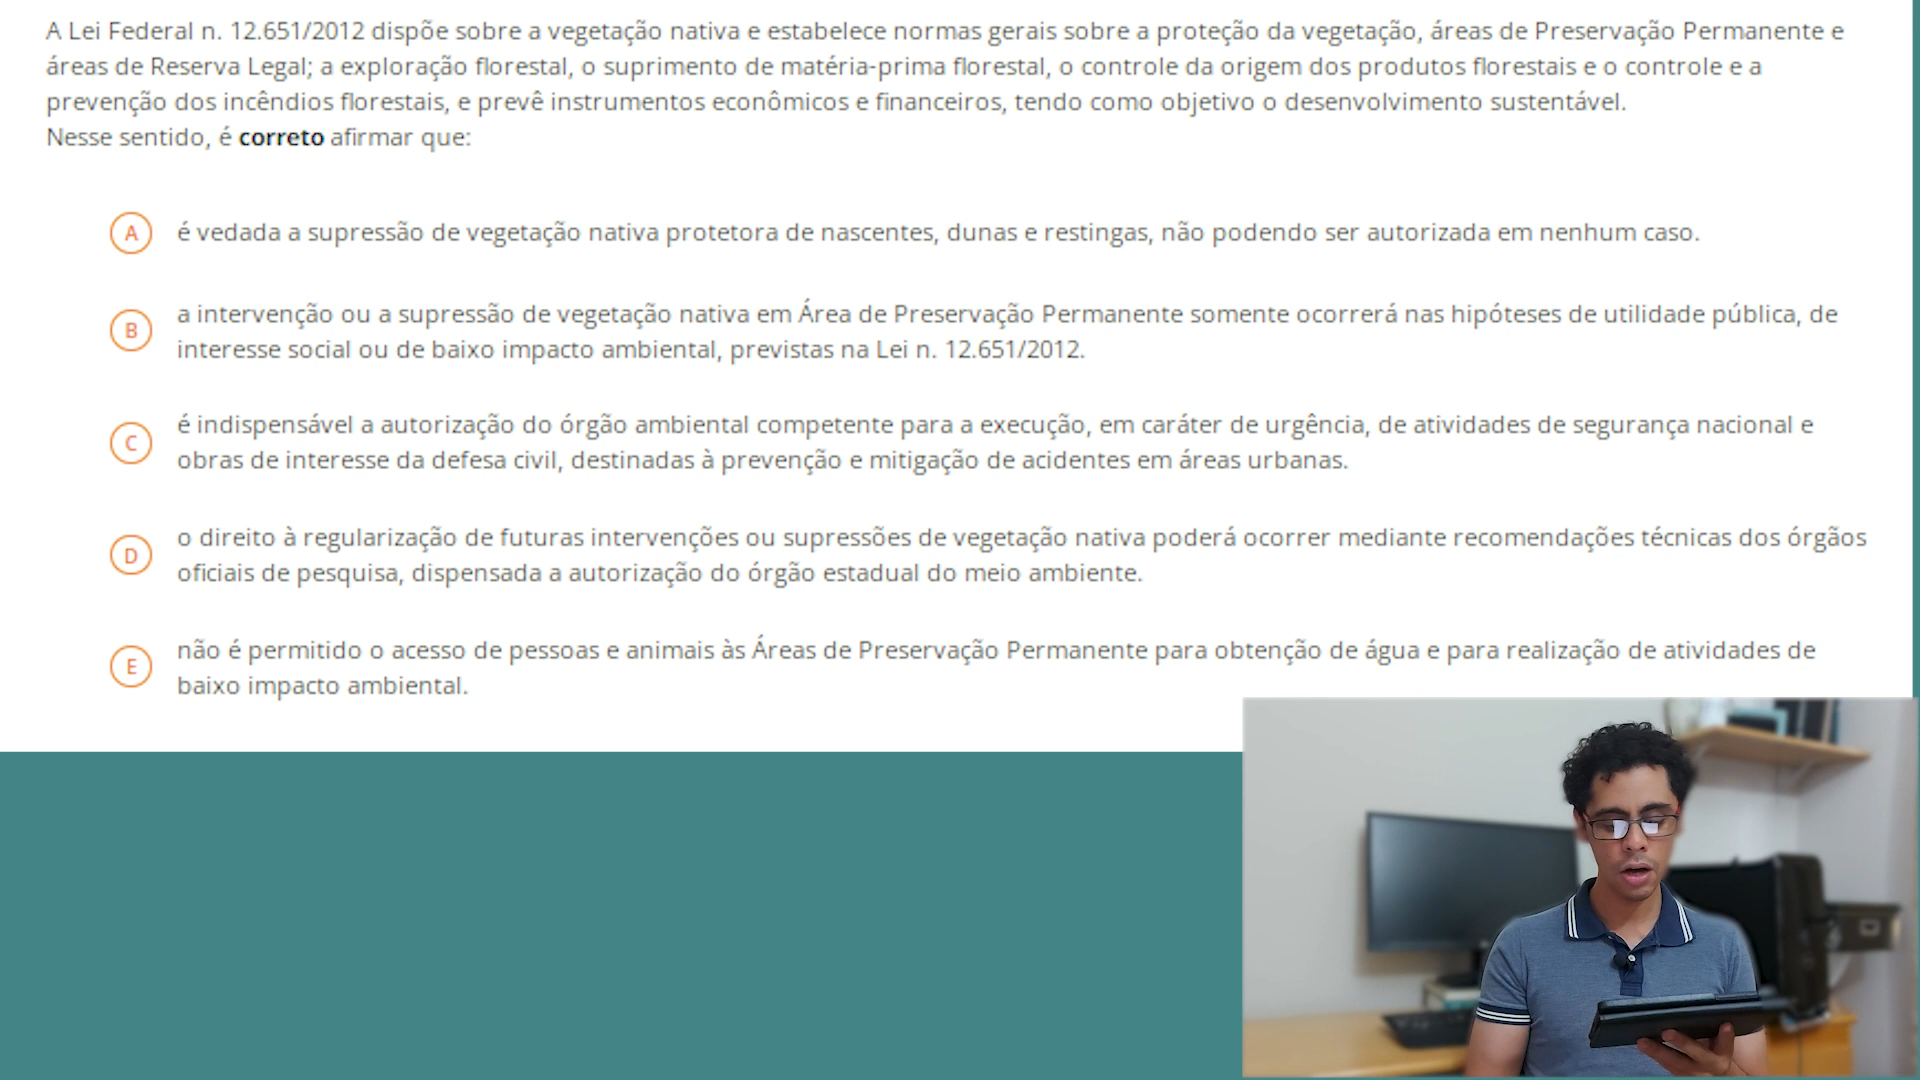 A Lei Federal n. 12.651/2012 dispõe sobre a vegetação nativa e estabelece normas gerais sobre a proteção da vegetação, áreas de Preservação Permanente e
áreas de Reserva Legal; a exploração florestal, o suprimento de matéria-prima florestal, o controle da origem dos produtos florestais e o controle e a
prevenção dos incêndios florestais, e prevê instrumentos econômicos e financeiros, tendo como objetivo o desenvolvimento sustentável.
Nesse sentido, é correto afirmar que:
A é vedada a supressão de vegetação nativa protetora de nascentes, dunas e restingas, não podendo ser autorizada em nenhum caso.
B a intervenção ou a supressão de vegetação nativa em Área de Preservação Permanente somente ocorrerá nas hipóteses de utilidade pública, de
interesse social ou de baixo impacto ambiental, previstas na Lei n. 12.651/2012.
C é indispensável a autorização do órgão ambiental competente para a execução, em caráter de urgência, de atividades de segurança nacional e
obras de interesse da defesa civil, destinadas à prevenção e mitigação de acidentes em áreas urbanas.
D o direito à regularização de futuras intervenções ou supressões de vegetação nativa poderá ocorrer mediante recomendações técnicas dos órgãos
oficiais de pesquisa, dispensada a autorização do órgão estadual do meio ambiente.
E não é permitido o acesso de pessoas e animais às Áreas de Preservação Permanente para obtenção de água e para realização de atividades de
baixo impacto ambiental.